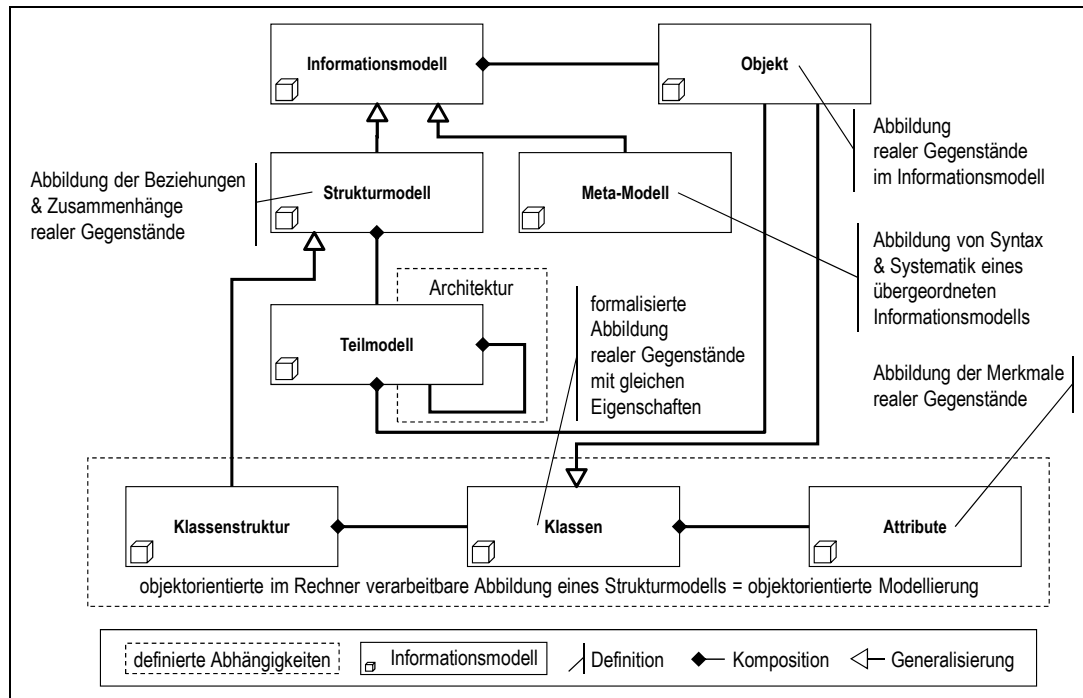 Informationsmodell
Objekt
Abbildung
realer Gegenstände
im Informationsmodell
Abbildung der Beziehungen
& Zusammenhänge
realer Gegenstände
Strukturmodell
Meta-Modell
Abbildung von Syntax
& Systematik eines
übergeordneten
Informationsmodells
Architektur
Teilmodell
formalisierte
Abbildung
realer Gegenstände
mit gleichen
Eigenschaften
Abbildung der Merkmale
realer Gegenstände
Klassenstruktur
Klassen
Attribute
objektorientierte im Rechner verarbeitbare Abbildung eines Strukturmodells = objektorientierte Modellierung
definierte Abhängigkeiten
Informationsmodell
Definition
Komposition
Generalisierung